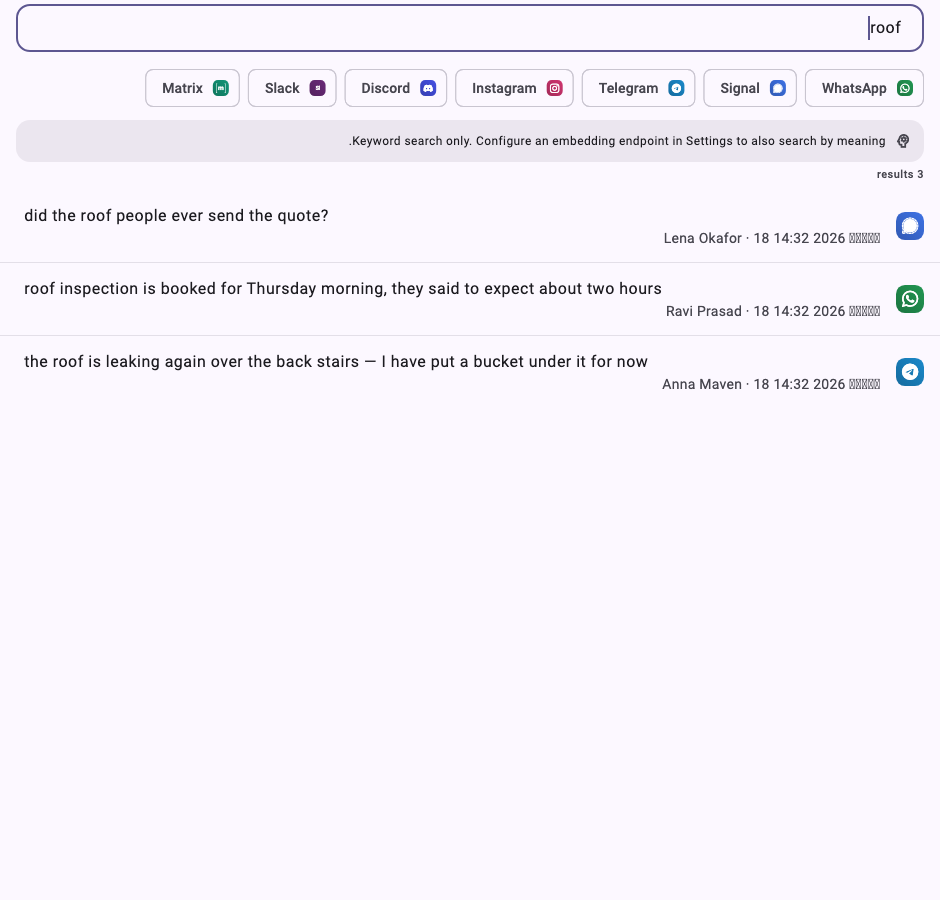 roof
WhatsApp
Signal
Telegram
Instagram
Discord
Slack
Matrix
.Keyword search only. Configure an embedding endpoint in Settings to also search by meaning
results 3
did the roof people ever send the quote?
Lena Okafor · 18 14:32 2026
roof inspection is booked for Thursday morning, they said to expect about two hours
Ravi Prasad · 18 14:32 2026
the roof is leaking again over the back stairs — I have put a bucket under it for now
Anna Maven · 18 14:32 2026